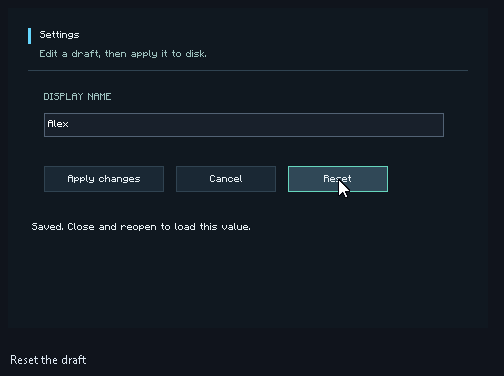 Settings
Edit a draft, then apply it to disk.
DISPLAY NAME
Alex
Apply changes
Cancel
Reset
Saved. Close and reopen to load this value.
Reset the draft